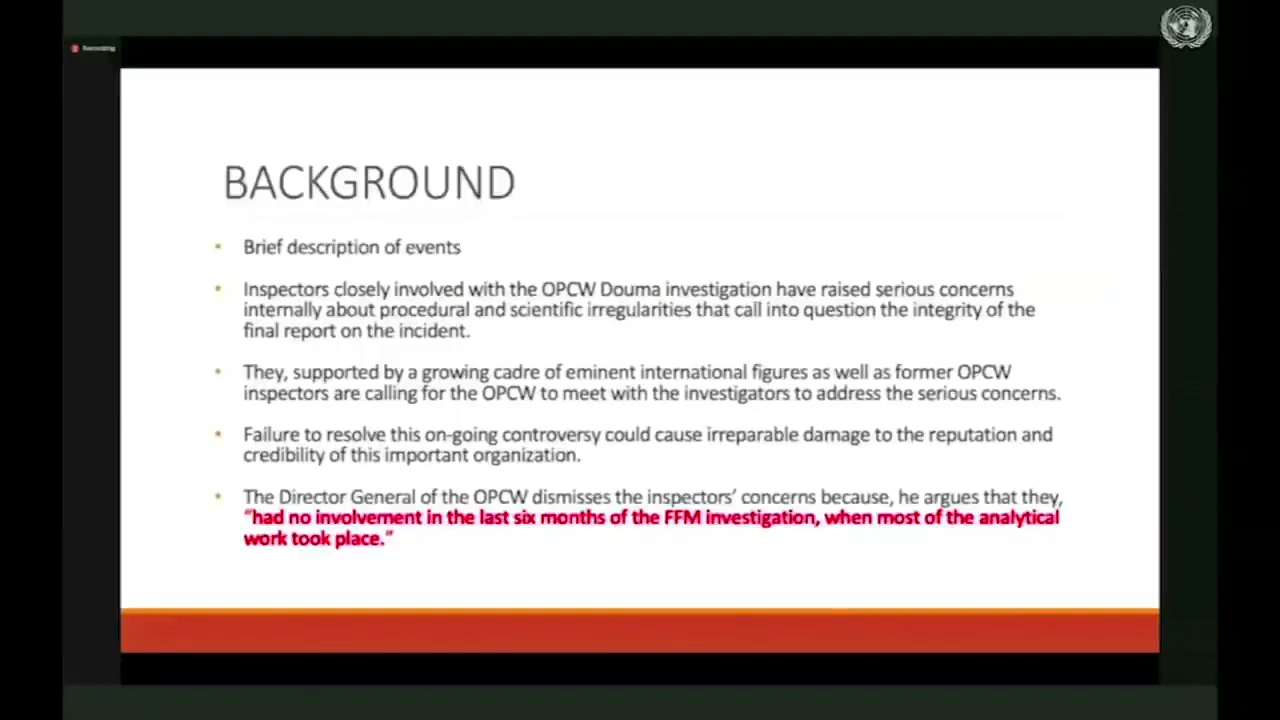 Recording
BACKGROUND
• Brief description of events
• Inspectors closely involved with the OPCW Douma investigation have raised serious concerns
internally about procedural and scientific irregularities that call into question the integrity of the
final report on the incident.
• They, supported by a growing cadre of eminent international figures as well as former OPCW
inspectors are calling for the OPCW to meet with the investigators to address the serious concerns.
• Failure to resolve this on-going controversy could cause irreparable damage to the reputation and
credibility of this important organization.
• The Director General of the OPCW dismisses the inspectors’ concerns because, he argues that they,
“had no involvement in the last six months of the FFM investigation, when most of the analytical
work took place.”